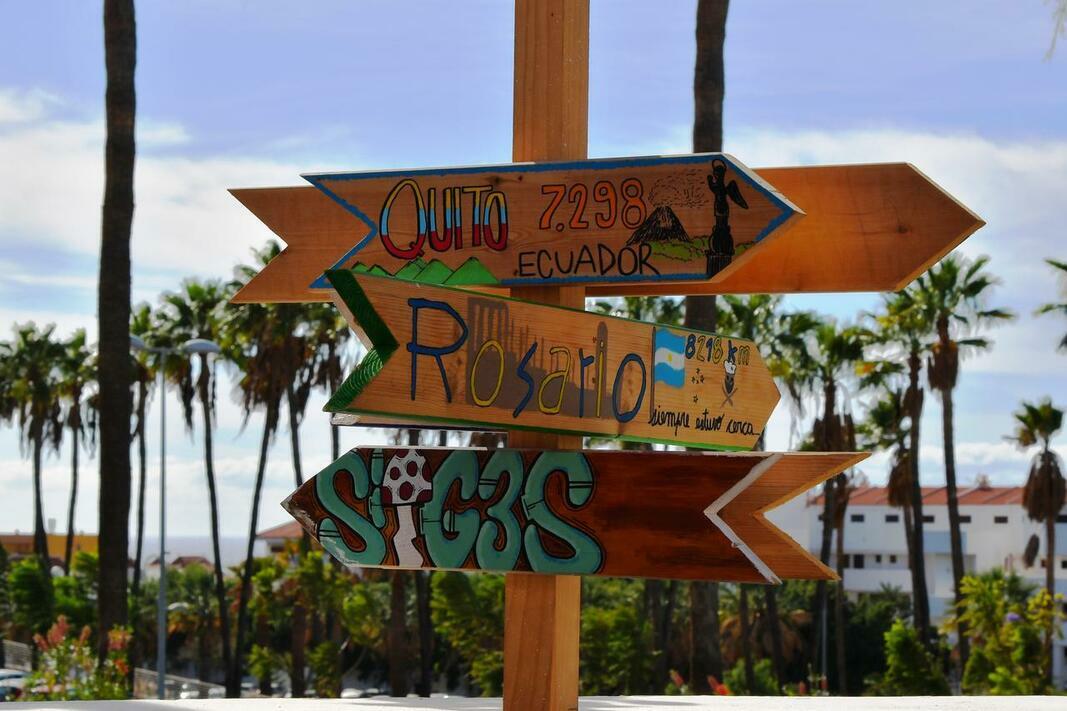 QUITO 7.298
ECUADOR
Rosario 8218 km
siempre estuvo cerca
SiG3S